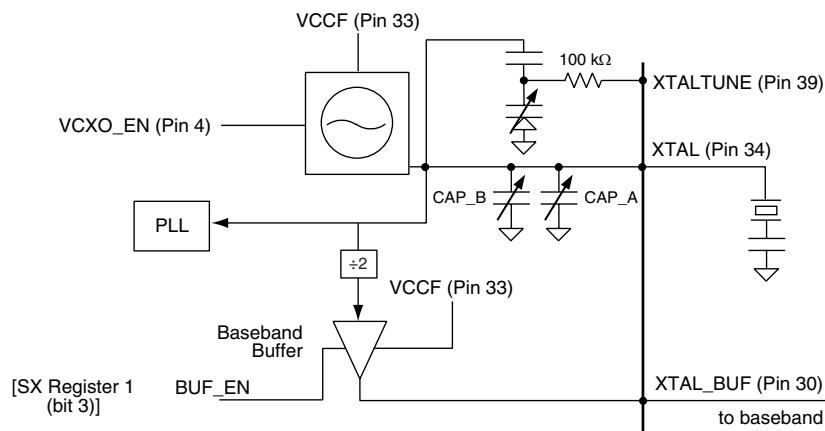 VCCF (Pin 33)
100 kΩ
XTALTUNE (Pin 39)
VCXO_EN (Pin 4)
XTAL (Pin 34)
CAP_B
CAP_A
PLL
÷2
VCCF (Pin 33)
Baseband
Buffer
[SX Register 1
(bit 3)]
BUF_EN
XTAL_BUF (Pin 30)
to baseband